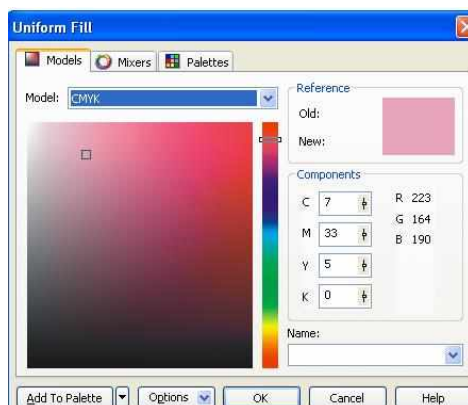 Uniform Fill
Models Mixers Palettes
Model: CMYK
Reference
Old:
New:
Components
C 7 R 223
M 33 G 164
Y 5 B 190
K 0
Name:
Add To Palette Options OK Cancel Help